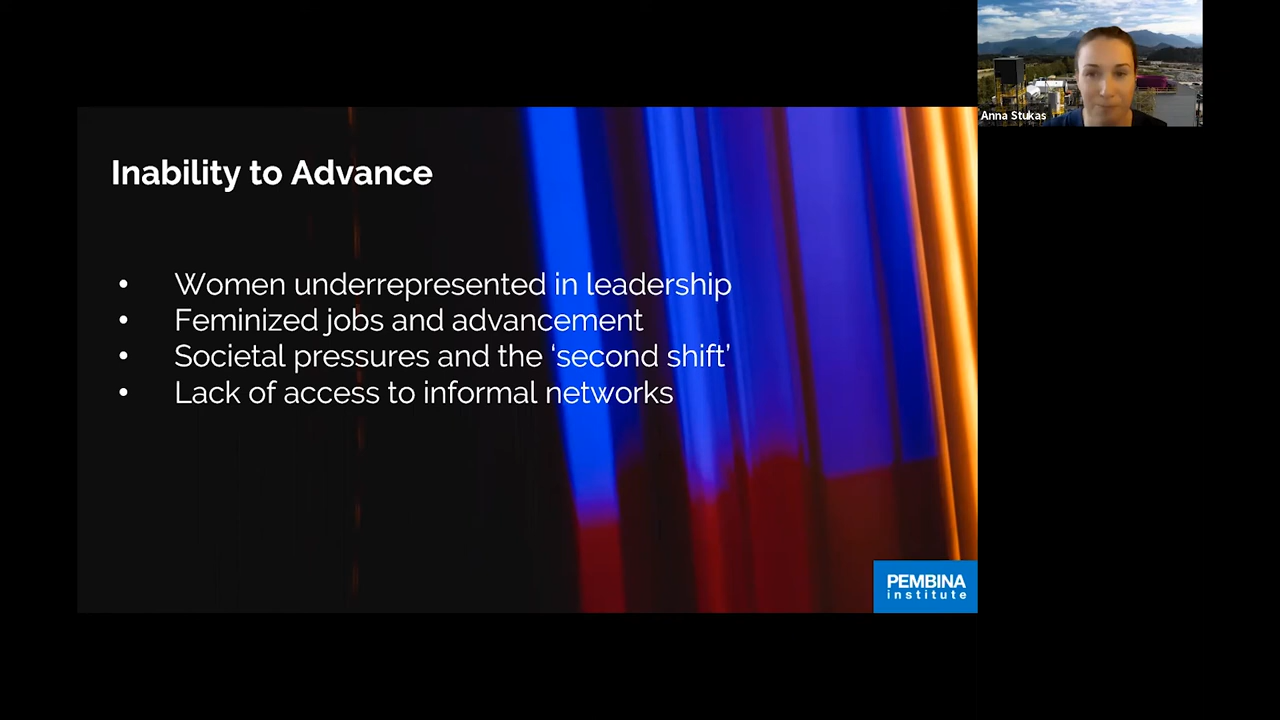 Anna Stukas
Inability to Advance
• Women underrepresented in leadership
• Feminized jobs and advancement
• Societal pressures and the ‘second shift’
• Lack of access to informal networks
PEMBINA
institute